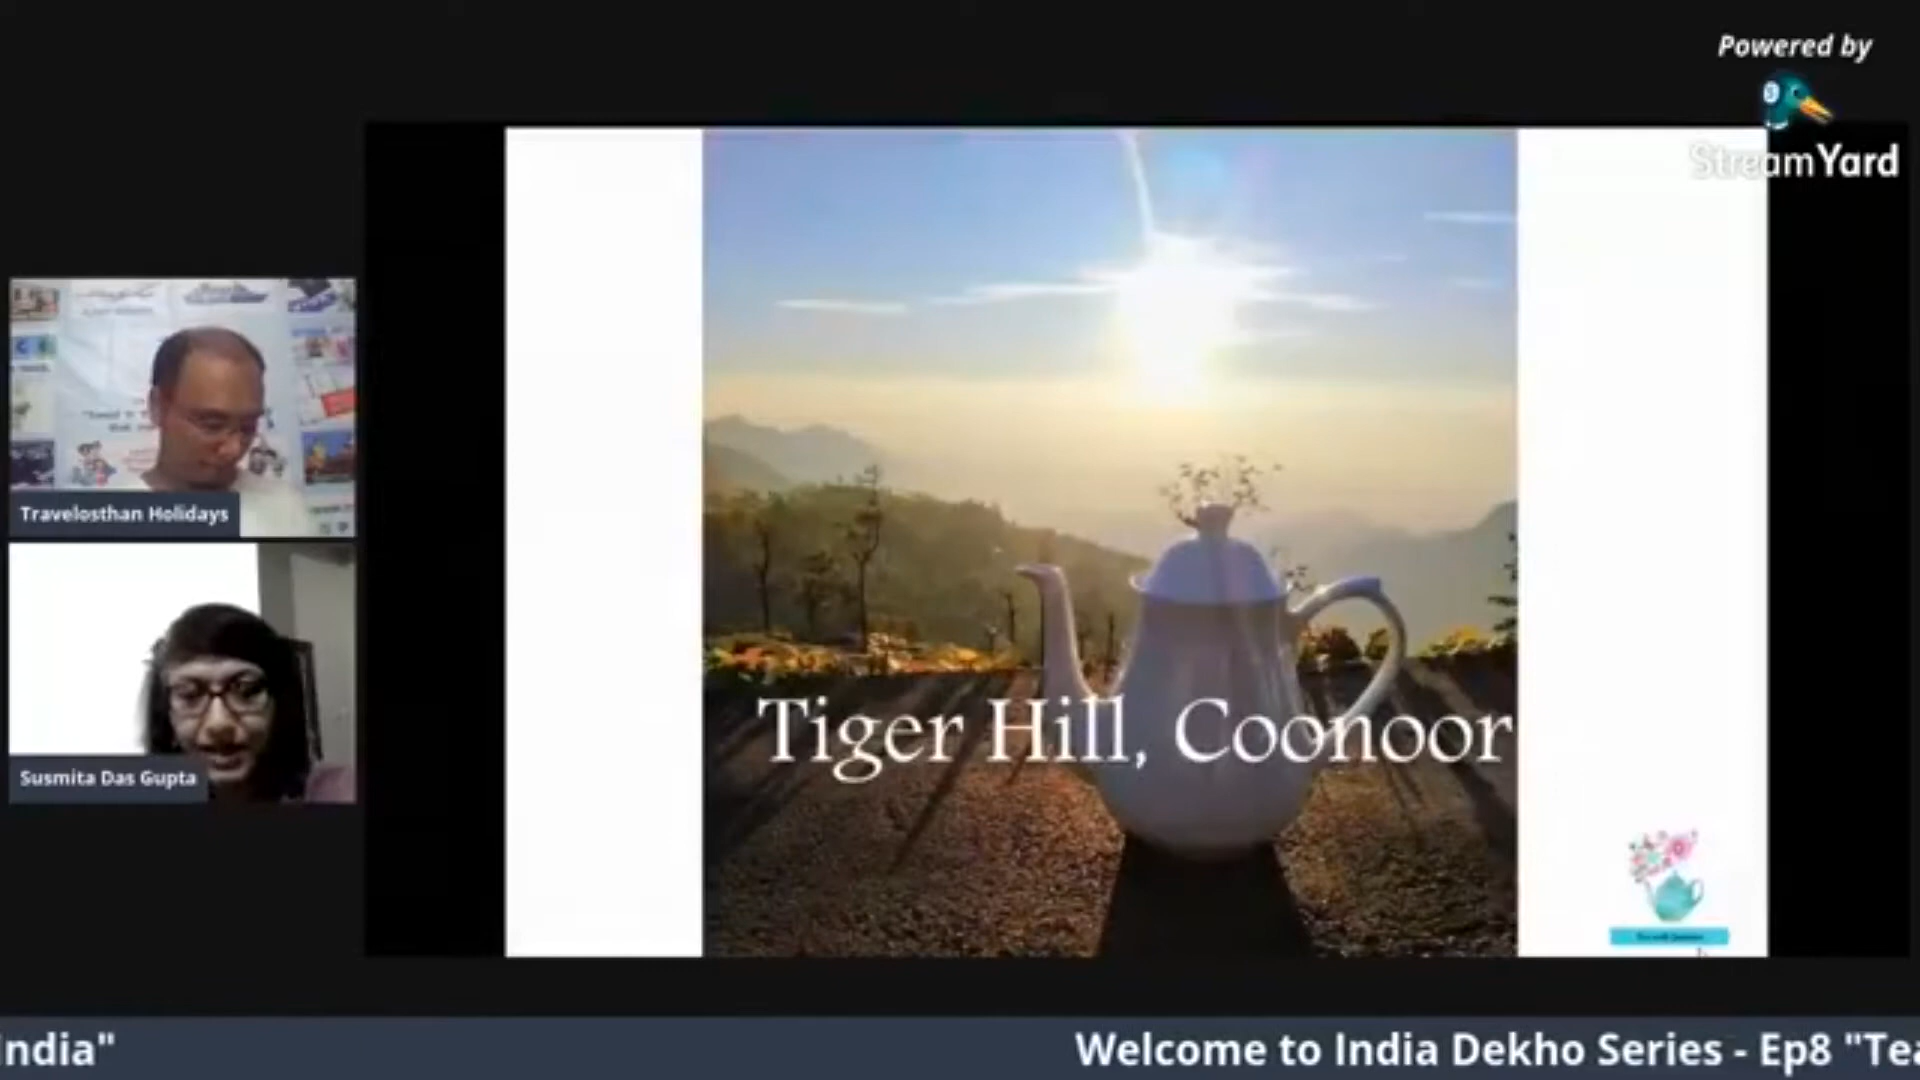 Powered by
StreamYard
Travelosthan Holidays
Susmita Das Gupta
Tiger Hill, Coonoor
India"
Welcome to India Dekho Series - Ep8 "Tea